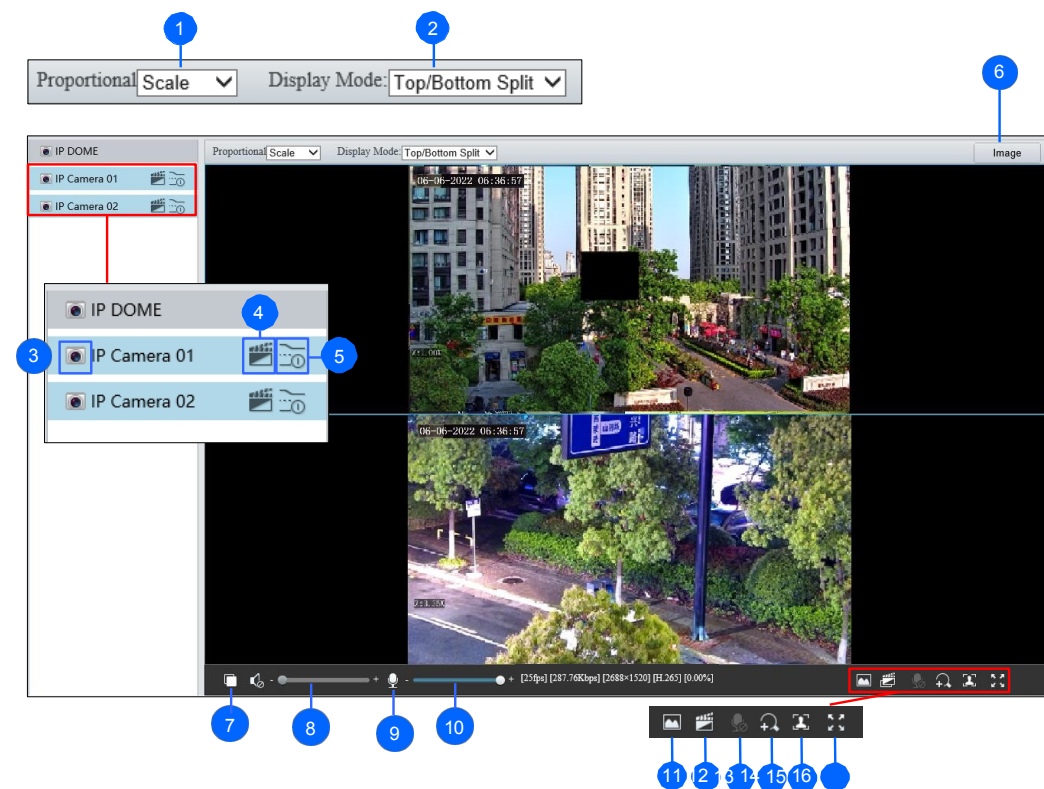 1
2
Proportional Scale Display Mode: Top/Bottom Split
6
IP DOME
Proportional Scale Display Mode: Top/Bottom Split
Image
IP Camera 01
IP Camera 02
06-06-2022 06:36:57
IP DOME
4
3
IP Camera 01
5
IP Camera 02
06-06-2022 06:36:57
- + - + [25fps] [287.76Kbps] [2688×1520] [H.265] [0.00%]
7
8
9
10
11 2 13 14 15 16